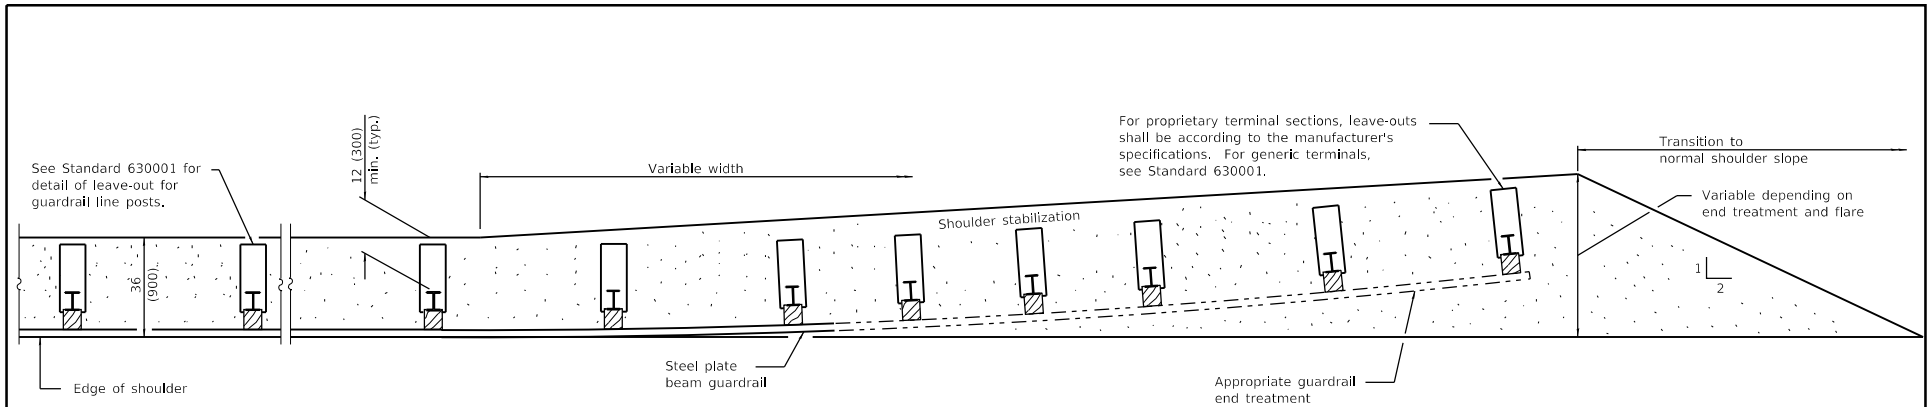 See Standard 630001 for
detail of leave-out for
guardrail line posts.
36
(900)
12 (300)
min. (typ.)
Variable width
Shoulder stabilization
For proprietary terminal sections, leave-outs
shall be according to the manufacturer's
specifications. For generic terminals,
see Standard 630001.
Transition to
normal shoulder slope
Variable depending on
end treatment and flare
1
2
Edge of shoulder
Steel plate
beam guardrail
Appropriate guardrail
end treatment